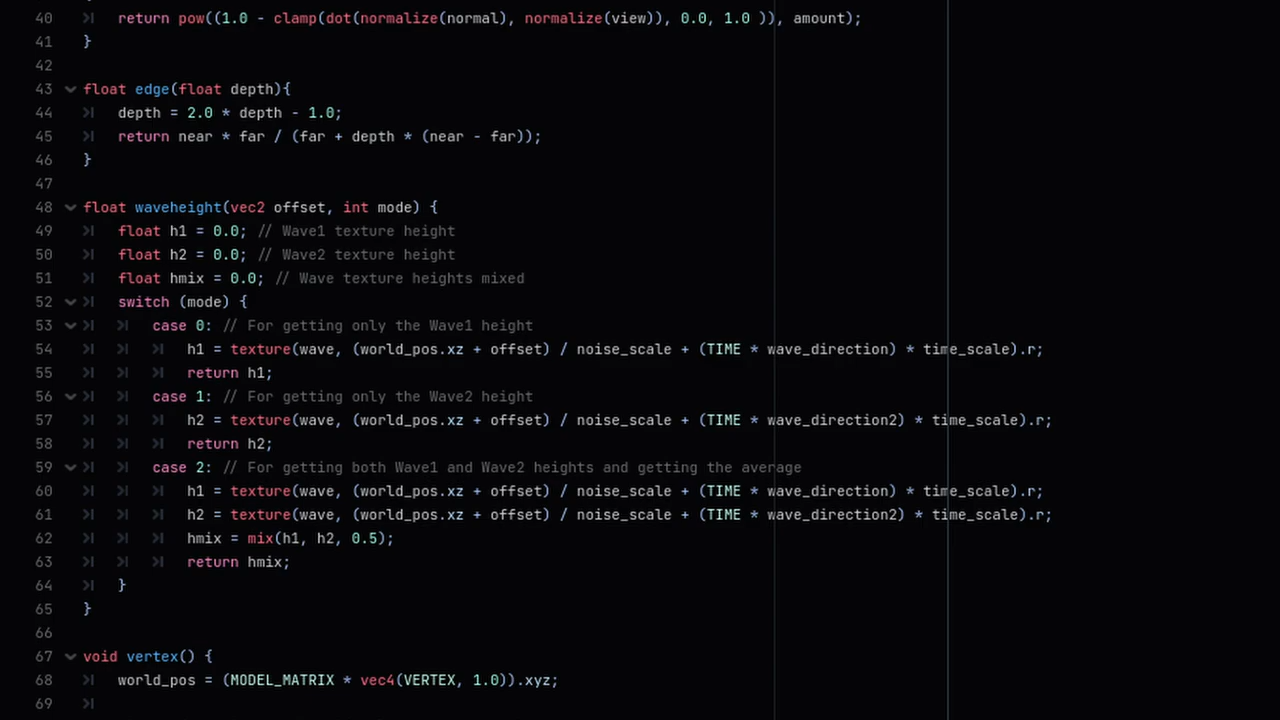 40 return pow((1.0 - clamp(dot(normalize(normal), normalize(view)), 0.0, 1.0 )), amount);
41 }
42
43 float edge(float depth){
44 depth = 2.0 * depth - 1.0;
45 return near * far / (far + depth * (near - far));
46 }
47
48 float waveheight(vec2 offset, int mode) {
49 float h1 = 0.0; // Wave1 texture height
50 float h2 = 0.0; // Wave2 texture height
51 float hmix = 0.0; // Wave texture heights mixed
52 switch (mode) {
53 case 0: // For getting only the Wave1 height
54 h1 = texture(wave, (world_pos.xz + offset) / noise_scale + (TIME * wave_direction) * time_scale).r;
55 return h1;
56 case 1: // For getting only the Wave2 height
57 h2 = texture(wave, (world_pos.xz + offset) / noise_scale + (TIME * wave_direction2) * time_scale).r;
58 return h2;
59 case 2: // For getting both Wave1 and Wave2 heights and getting the average
60 h1 = texture(wave, (world_pos.xz + offset) / noise_scale + (TIME * wave_direction) * time_scale).r;
61 h2 = texture(wave, (world_pos.xz + offset) / noise_scale + (TIME * wave_direction2) * time_scale).r;
62 hmix = mix(h1, h2, 0.5);
63 return hmix;
64 }
65 }
66
67 void vertex() {
68 world_pos = (MODEL_MATRIX * vec4(VERTEX, 1.0)).xyz;
69